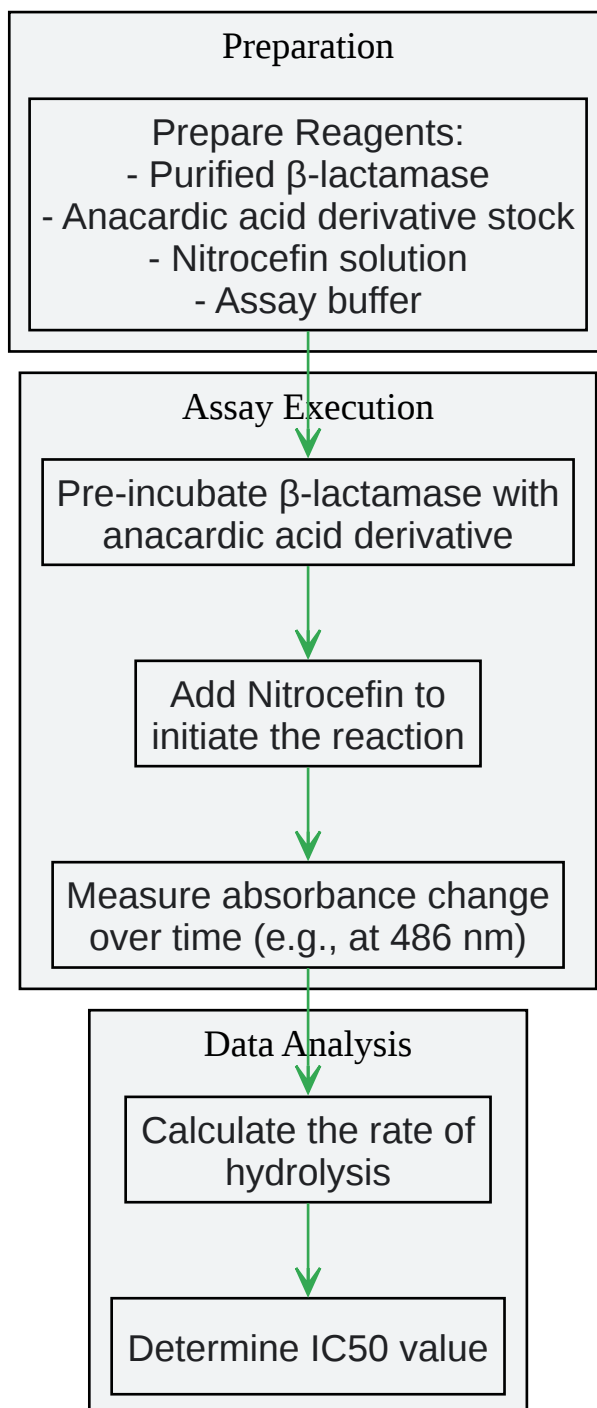 Preparation
Prepare Reagents:
- Purified β-lactamase
- Anacardic acid derivative stock
- Nitrocefin solution
- Assay buffer
Assay Execution
Pre-incubate β-lactamase with
anacardic acid derivative
Add Nitrocefin to
initiate the reaction
Measure absorbance change
over time (e.g., at 486 nm)
Data Analysis
Calculate the rate of
hydrolysis
Determine IC50 value